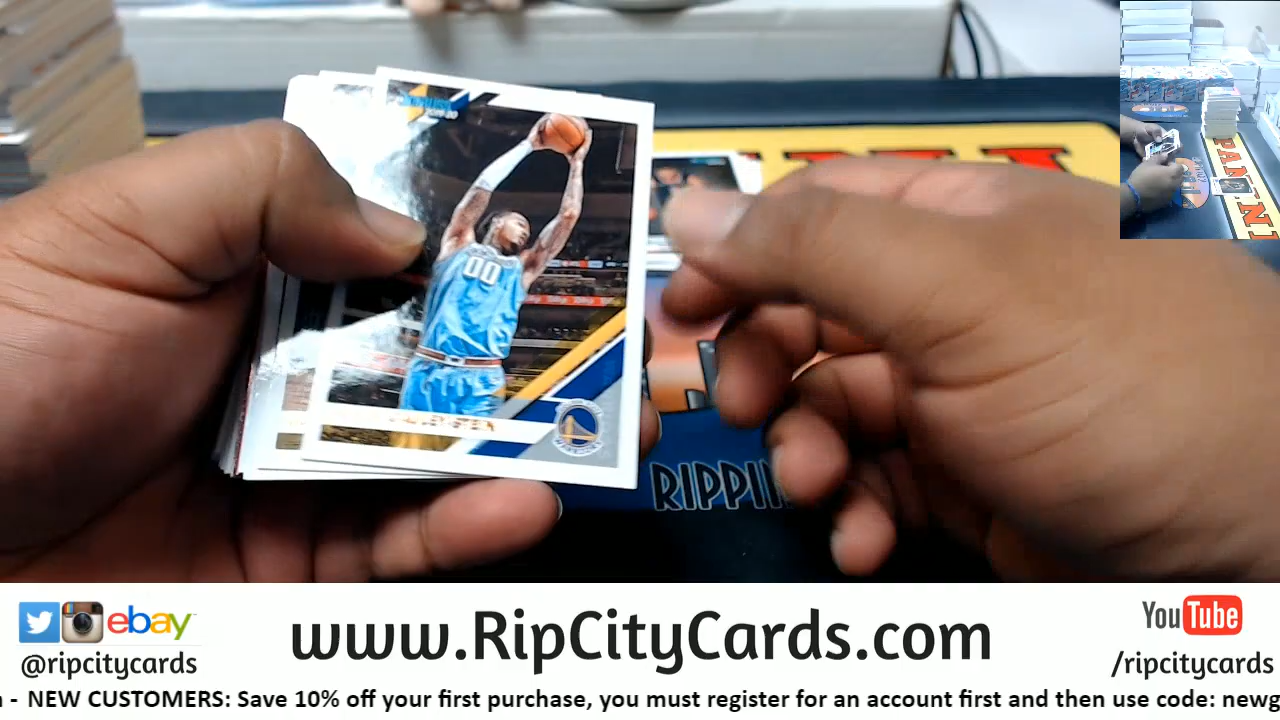 00
RIPPIN
PANINI
ebay
@ripcitycards
www.RipCityCards.com
You Tube
/ripcitycards
- NEW CUSTOMERS: Save 10% off your first purchase, you must register for an account first and then use code: newg